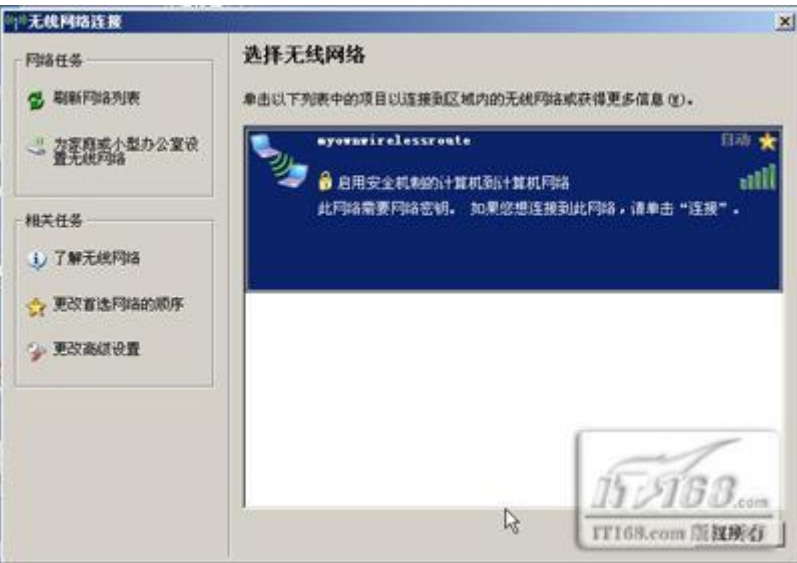 无线网络连接
网络任务
刷新网络列表
为家庭或小型办公室设
置无线网络
相关任务
了解无线网络
更改首选网络的顺序
更改高级设置
选择无线网络
单击以下列表中的项目以连接到区域内的无线网络或获得更多信息(W)。
myownwirelessroute
自动
启用安全机制的计算机到计算机网络
此网络需要网络密钥。如果您想连接到此网络，请单击“连接”。
IT168.com
IT168.com 版权所有